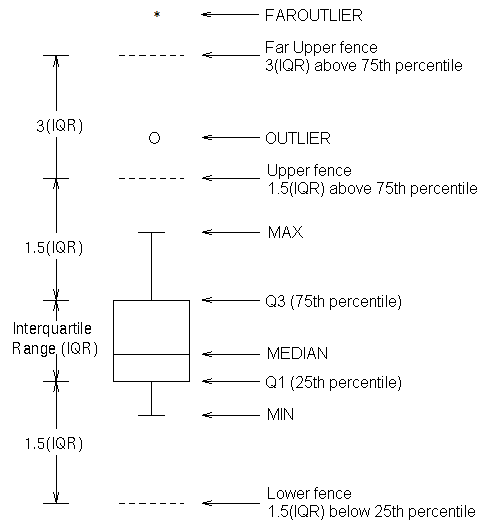 FAROUTLIER
Far Upper fence
3(IQR) above 75th percentile
3(IQR)
OUTLIER
Upper fence
1.5(IQR) above 75th percentile
MAX
1.5(IQR)
Q3 (75th percentile)
Interquartile
Range (IQR)
MEDIAN
Q1 (25th percentile)
MIN
1.5(IQR)
Lower fence
1.5(IQR) below 25th percentile